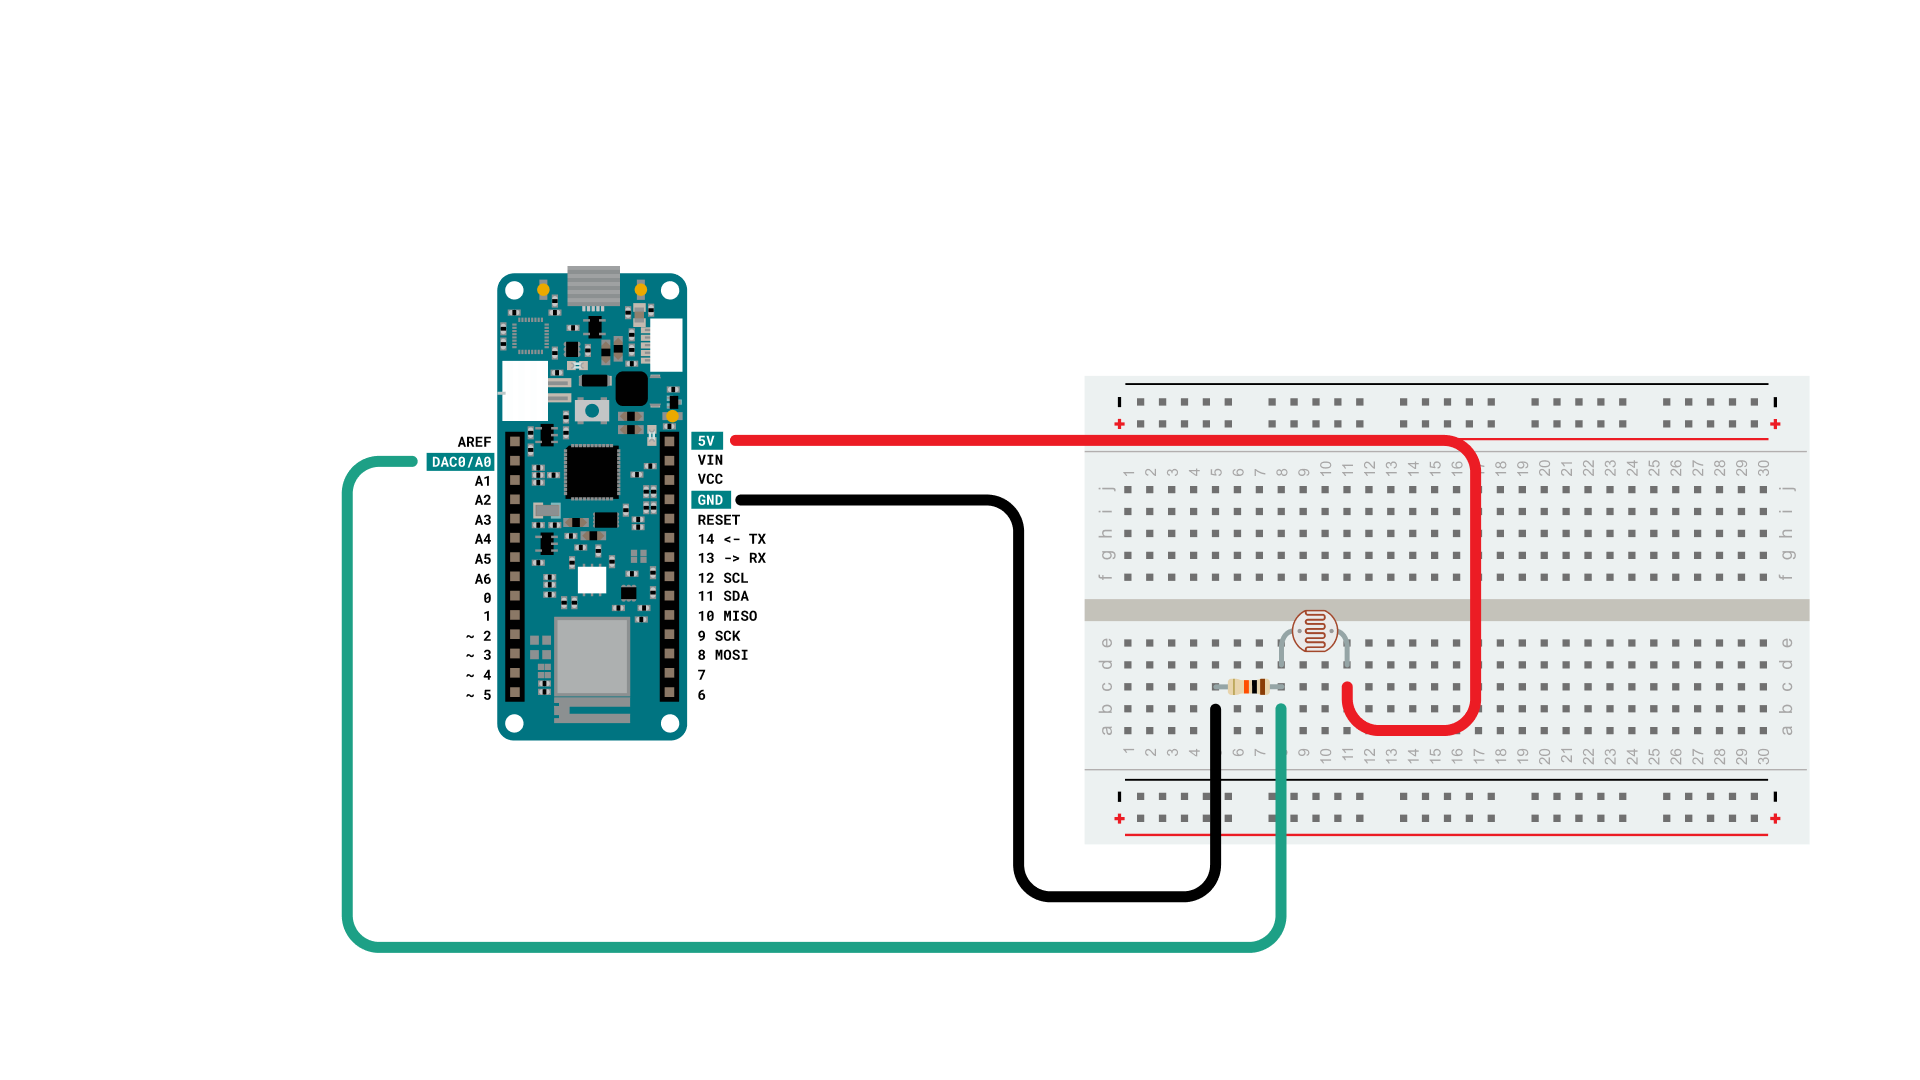 AREF
DAC0/A0
A1
A2
A3
A4
A5
A6
0
1
~ 2
~ 3
~ 4
~ 5
5V
VIN
VCC
GND
RESET
14 <- TX
13 -> RX
12 SCL
11 SDA
10 MISO
9 SCK
8 MOSI
7
6
1 2 3 4 5 6 7 8 9 10 11 12 13 14 15 16 18 19 20 21 22 23 24 25 26 27 28 29 30
j j
i i
h h
g g
f f
e e
d d
c c
b b
a a
1 2 3 4 6 7 9 10 11 12 13 14 15 16 17 18 19 20 21 22 23 24 25 26 27 28 29 30